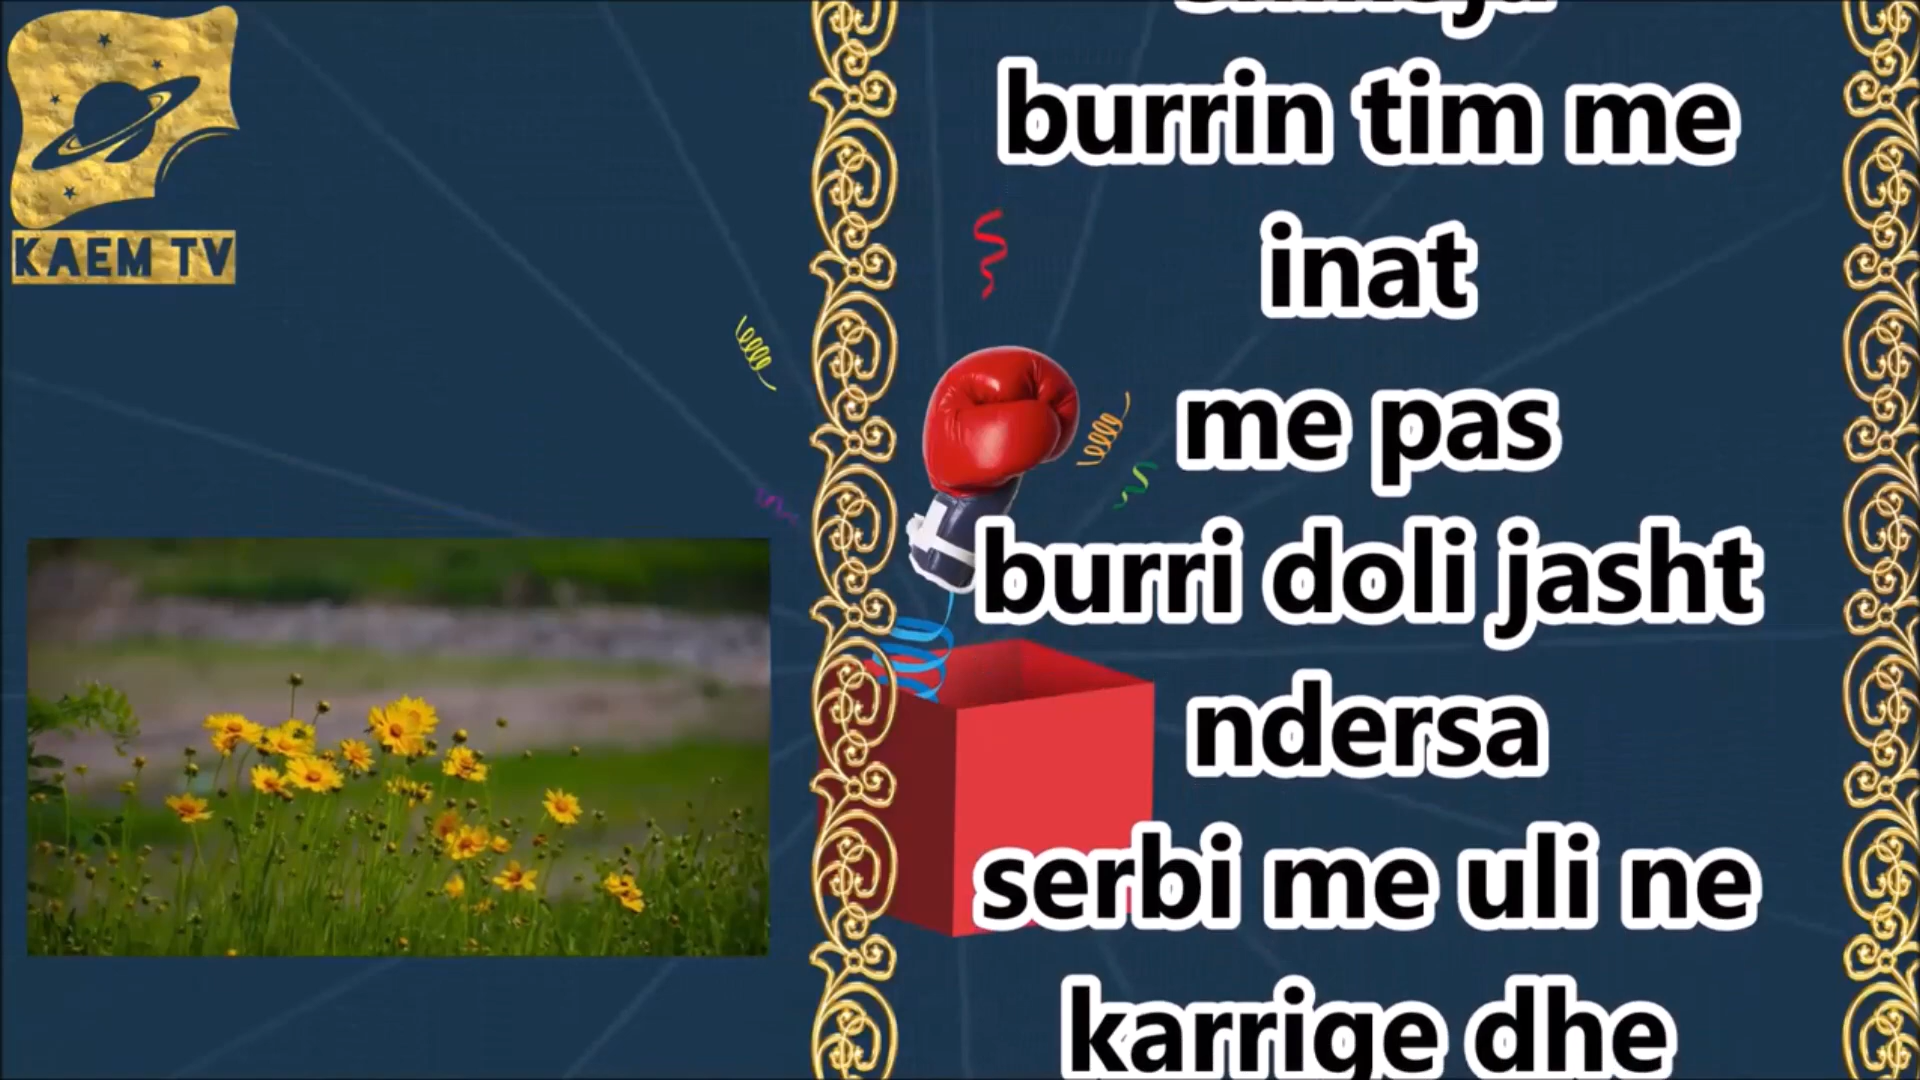 KAEM TV
burrin tim me
inat
me pas
burri doli jasht
ndersa
serbi me uli ne
karrige dhe